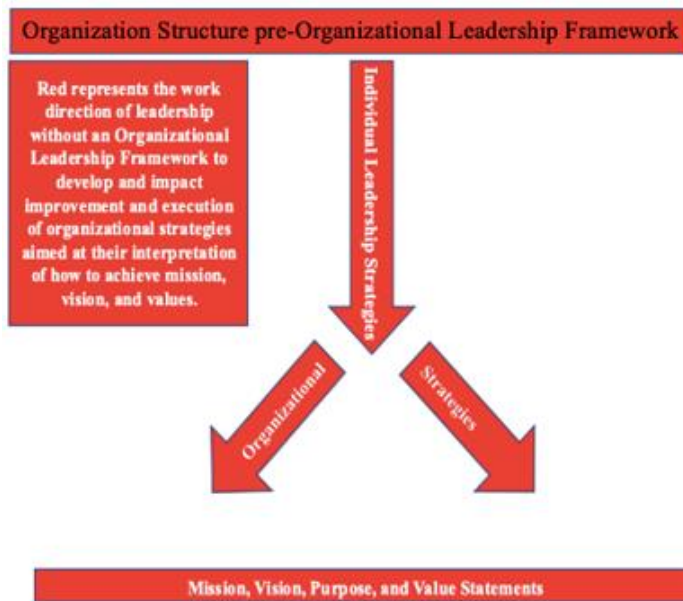 Organization Structure pre-Organizational Leadership Framework
Red represents the work
direction of leadership
without an Organizational
Leadership Framework to
develop and impact
improvement and execution
of organizational strategies
aimed at their interpretation
of how to achieve mission,
vision, and values.
Individual Leadership Strategies
Organizational
Strategies
Mission, Vision, Purpose, and Value Statements